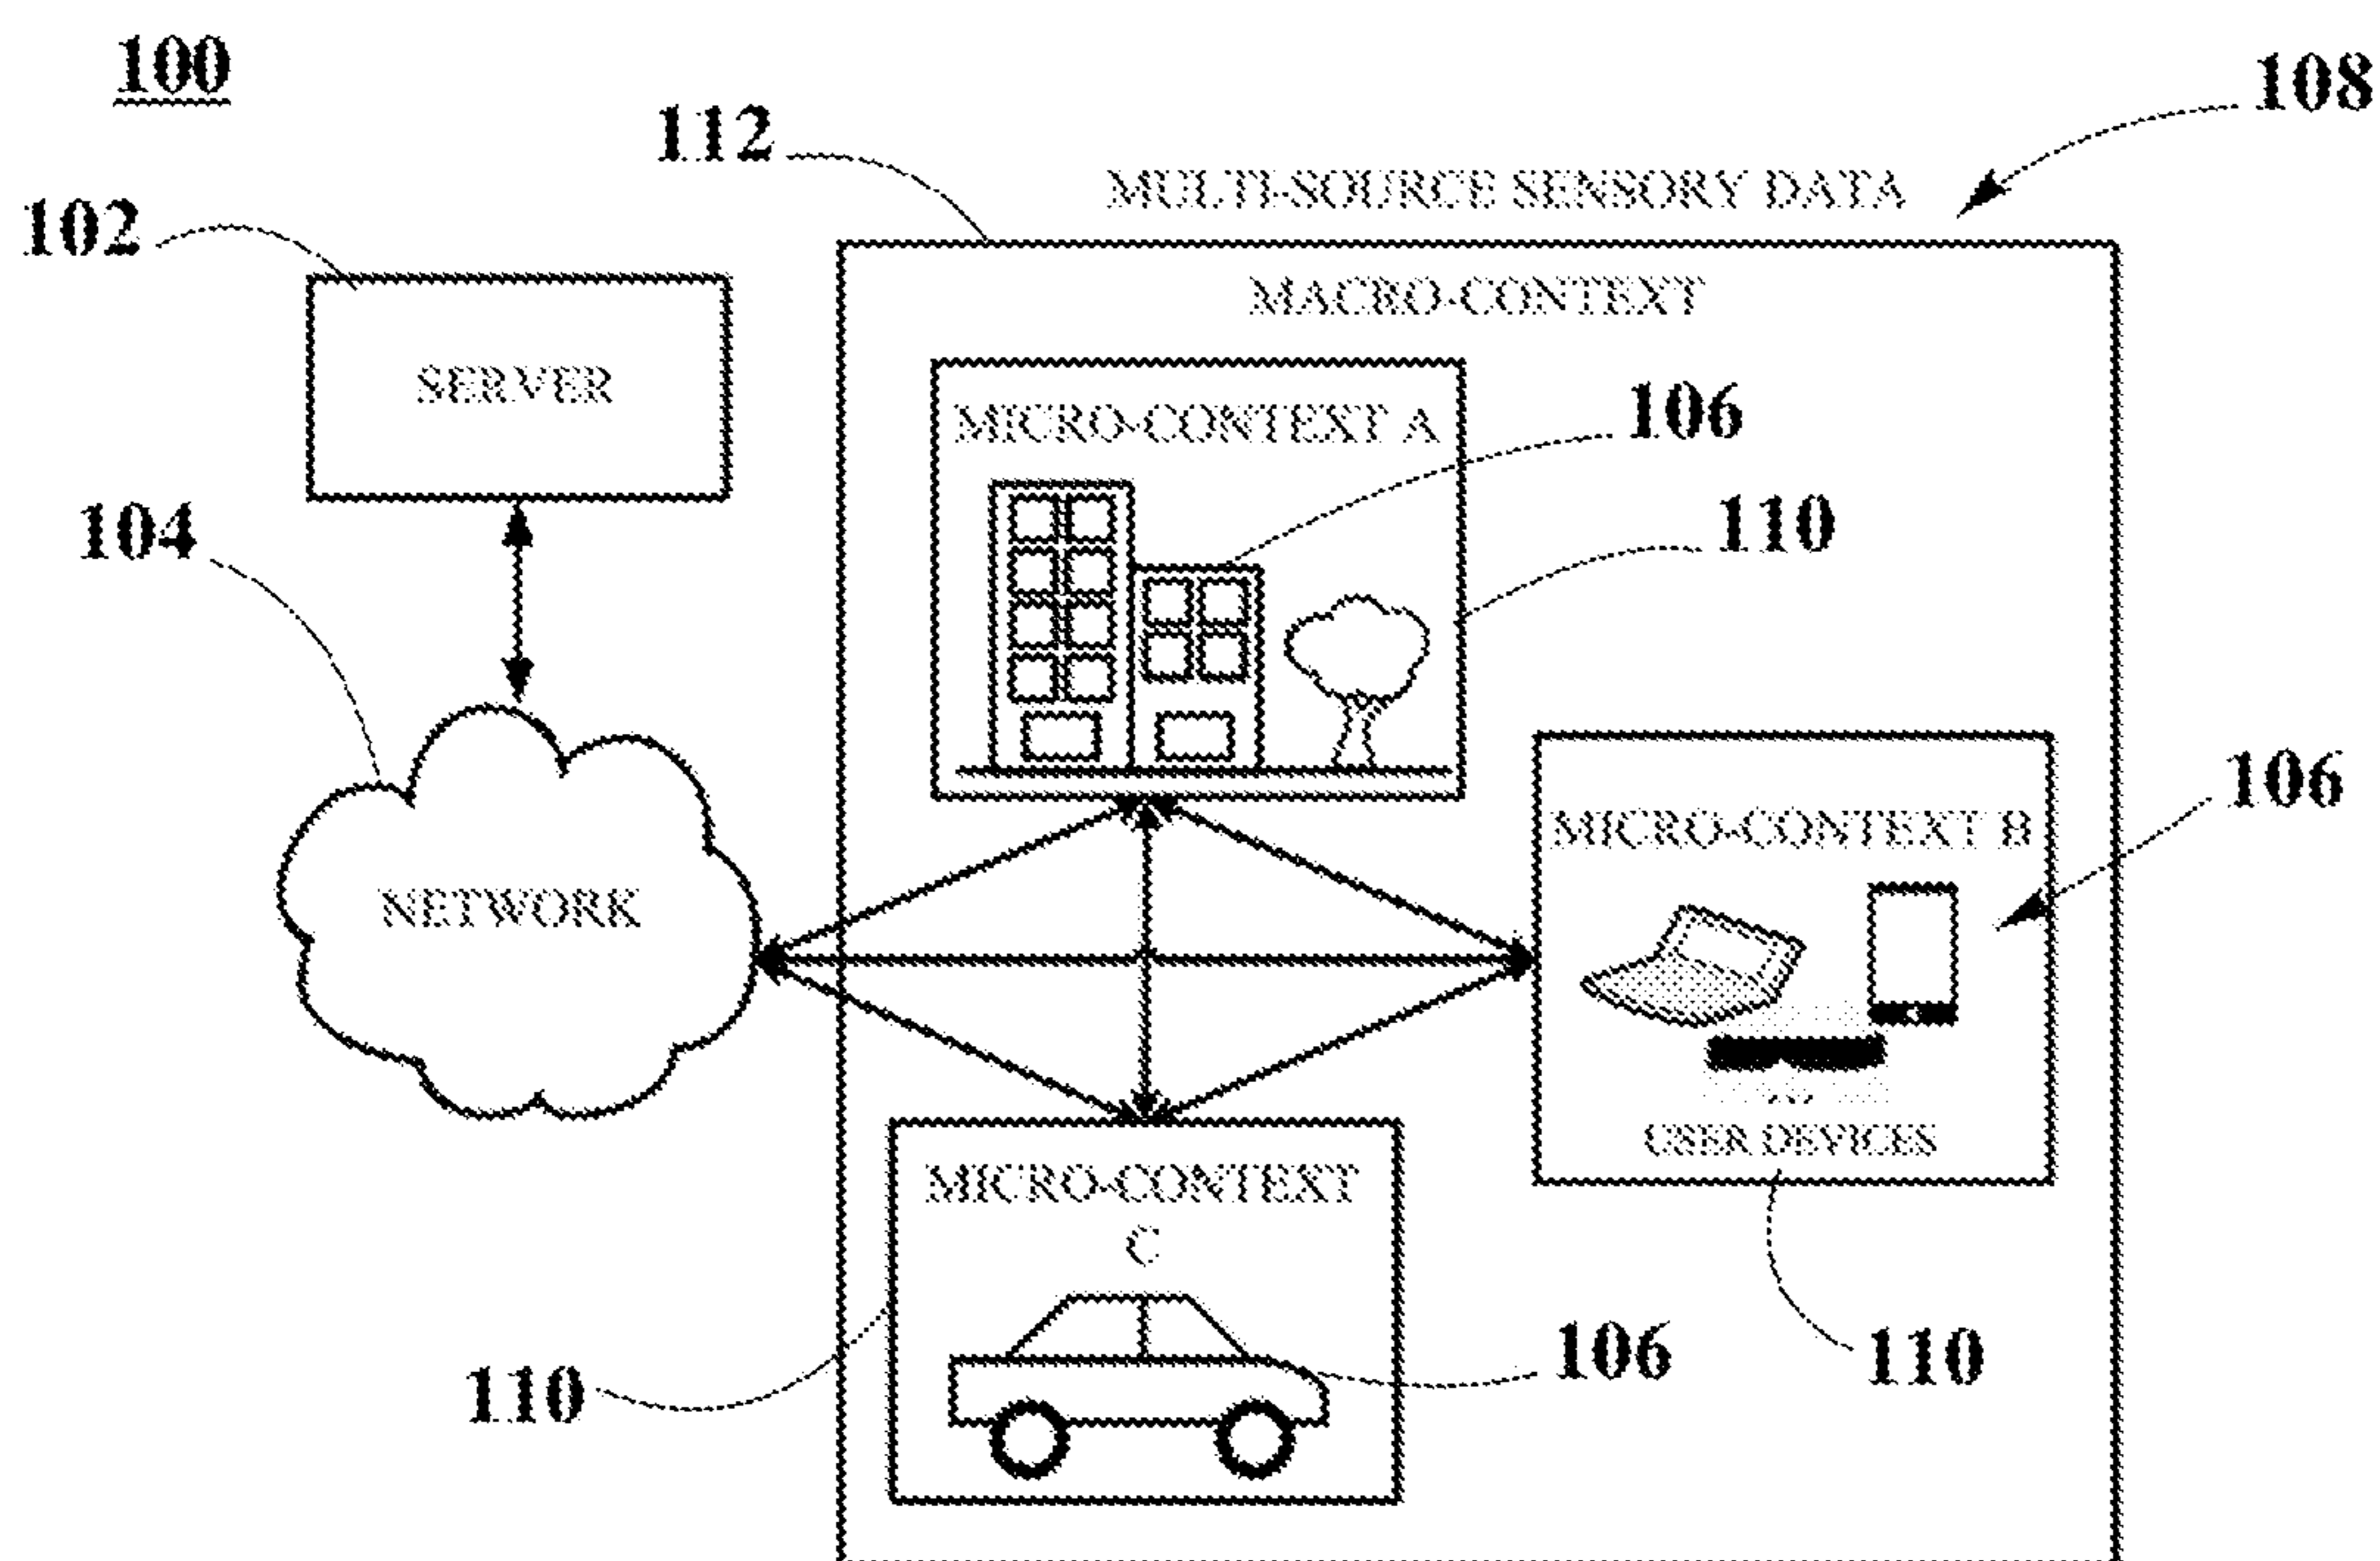 100
108
112
MULTI-SOURCE SENSORY DATA
102
MACRO-CONTEXT
SERVER
106
MICRO-CONTEXT A
110
104
106
MICRO-CONTEXT B
NETWORK
USER DEVICES
MICRO-CONTEXT
C
106
110
110